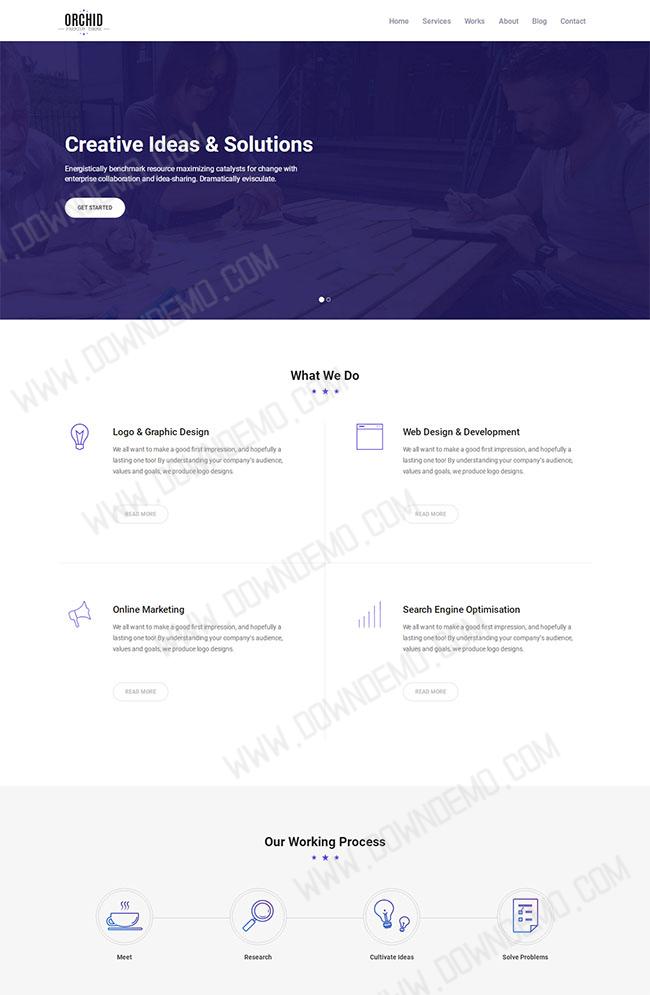 ORCHID
PREMIUM THEME
Home Services Works About Blog Contact
Creative Ideas & Solutions
Energistically benchmark resource maximizing catalysts for change with
enterprise collaboration and idea-sharing. Dramatically evisculate.
GET STARTED
What We Do
Logo & Graphic Design
We all want to make a good first impression, and hopefully a
lasting one too! By understanding your company's audience,
values and goals, we produce logo designs.
READ MORE
Web Design & Development
We all want to make a good first impression, and hopefully a
lasting one too! By understanding your company's audience,
values and goals, we produce logo designs.
READ MORE
Online Marketing
We all want to make a good first impression, and hopefully a
lasting one too! By understanding your company's audience,
values and goals, we produce logo designs.
READ MORE
Search Engine Optimisation
We all want to make a good first impression, and hopefully a
lasting one too! By understanding your company's audience,
values and goals, we produce logo designs.
READ MORE
Our Working Process
Meet
Research
Cultivate Ideas
Solve Problems
WWW.DOWNDEMO.COM
WWW.DOWNDEMO.COM
WWW.DOWNDEMO.COM
WWW.DOWNDEMO.COM
WWW.DOWNDEMO.COM
WWW.DOWNDEMO.COM
WWW.DOWNDEMO.COM